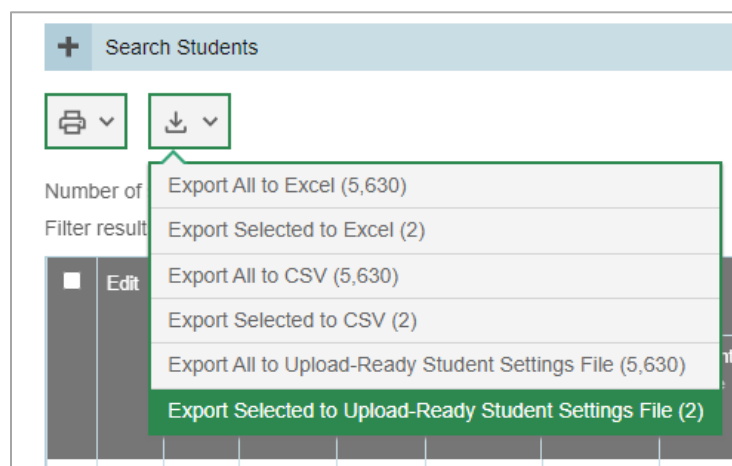 Search Students
Number of
Export All to Excel (5,630)
Filter result
Export Selected to Excel (2)
Edit
Export All to CSV (5,630)
Export Selected to CSV (2)
Export All to Upload-Ready Student Settings File (5,630)
Export Selected to Upload-Ready Student Settings File (2)